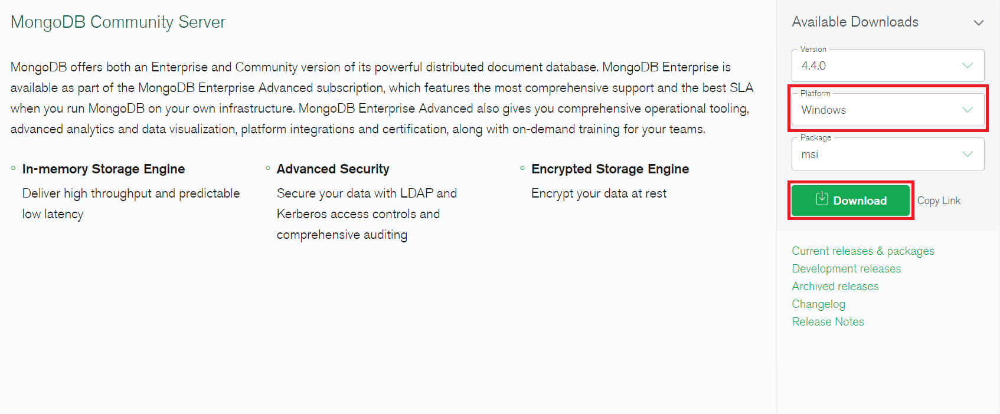 MongoDB Community Server
MongoDB offers both an Enterprise and Community version of its powerful distributed document database. MongoDB Enterprise is
available as part of the MongoDB Enterprise Advanced subscription, which features the most comprehensive support and the best SLA
when you run MongoDB on your own infrastructure. MongoDB Enterprise Advanced also gives you comprehensive operational tooling,
advanced analytics and data visualization, platform integrations and certification, along with on-demand training for your teams.
In-memory Storage Engine
Deliver high throughput and predictable
low latency
Advanced Security
Secure your data with LDAP and
Kerberos access controls and
comprehensive auditing
Encrypted Storage Engine
Encrypt your data at rest
Available Downloads
Version
4.4.0
Platform
Windows
Package
msi
Download
Copy Link
Current releases & packages
Development releases
Archived releases
Changelog
Release Notes